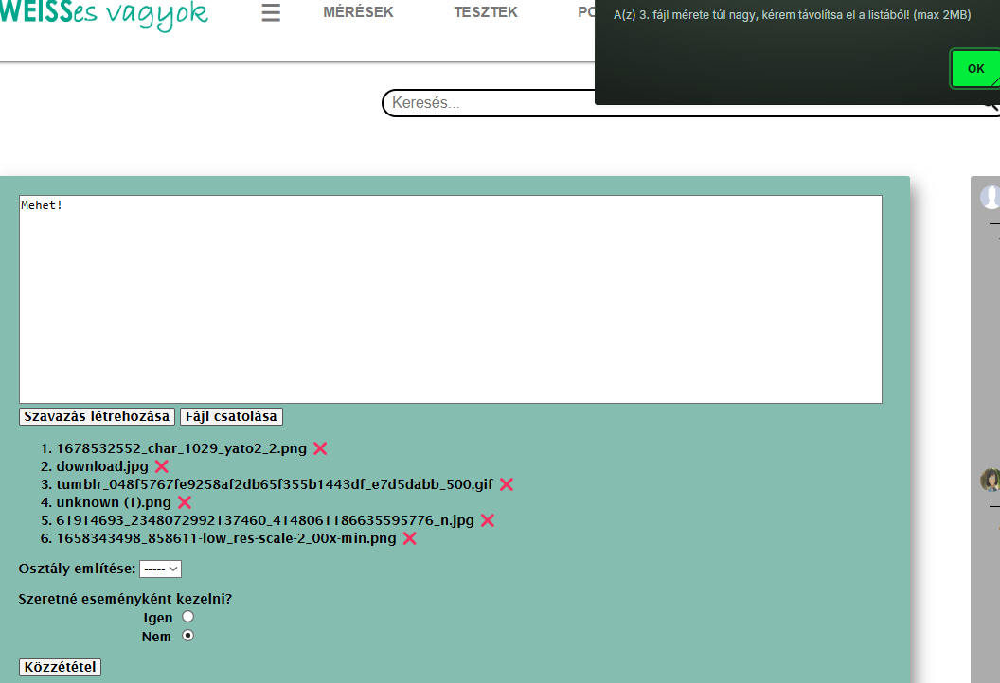 WEISSes vagyok
MÉRÉSEK
TESZTEK
A(z) 3. fájl mérete túl nagy, kérem távolítsa el a listából! (max 2MB)
OK
Keresés...
Mehet!
Szavazás létrehozása
Fájl csatolása
1. 1678532552_char_1029_yato2_2.png
2. download.jpg
3. tumblr_048f5767fe9258af2db65f355b1443df_e7d5dabb_500.gif
4. unknown (1).png
5. 61914693_2348072992137460_4148061186635595776_n.jpg
6. 1658343498_858611-low_res-scale-2_00x-min.png
Osztály említése: -----
Szeretné eseményként kezelni?
Igen
Nem
Közzététel